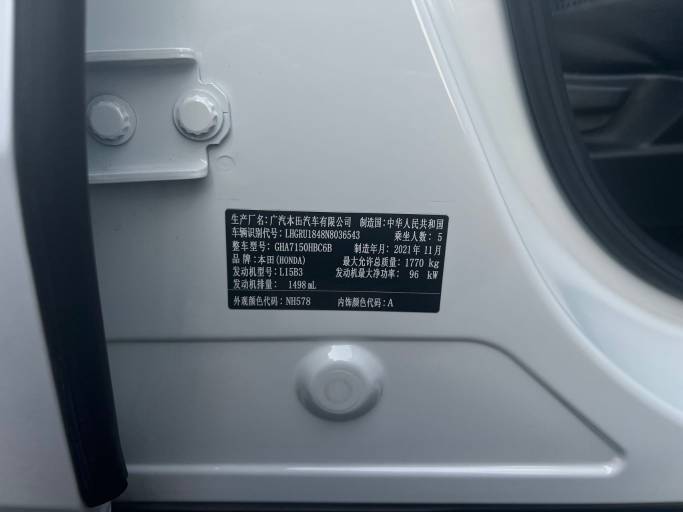 生产厂名：广汽本田汽车有限公司 制造国：中华人民共和国
车辆识别代号：LHGRU1848N8036543 乘坐人数：5
整车型号：GHA7150HBC6B 制造年月：2021年11月
品牌：本田(HONDA) 最大允许总质量：1770 kg
发动机型号：L15B3 发动机最大净功率：96 kW
发动机排量：1498 mL
外观颜色代码：NH578 内饰颜色代码：A